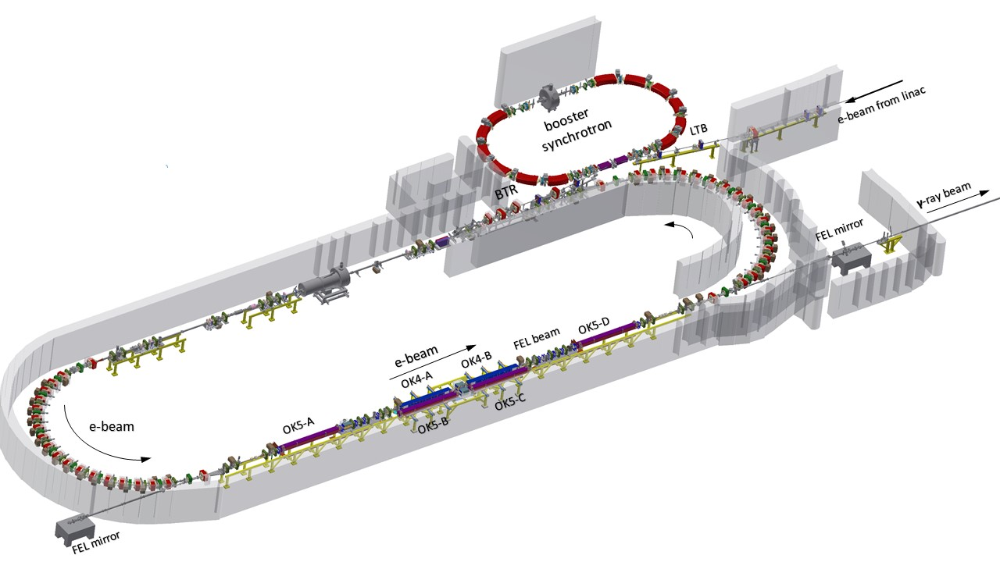 booster
synchrotron
e-beam from linac
LTB
BTR
γ-ray beam
FEL mirror
e-beam
FEL beam
OK5-D
OK4-B
OK4-A
OK5-C
OK5-B
OK5-A
e-beam
FEL mirror